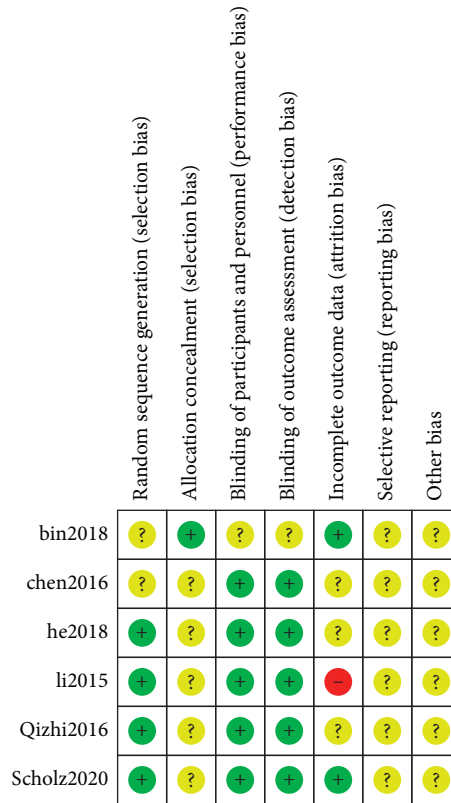 Random sequence generation (selection bias)
Allocation concealment (selection bias)
Blinding of participants and personnel (performance bias)
Blinding of outcome assessment (detection bias)
Incomplete outcome data (attrition bias)
Selective reporting (reporting bias)
Other bias
bin2018 ? + ? ? + ? ?
chen2016 ? ? + + ? ? ?
he2018 + ? + + ? ? ?
li2015 + ? + + – ? ?
Qizhi2016 + ? + + ? ? ?
Scholz2020 + ? + + + ? ?